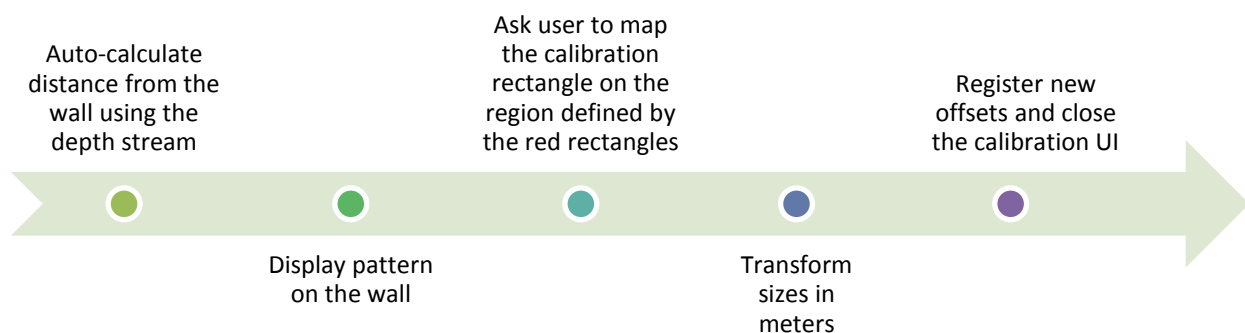 Auto-calculate
distance from the
wall using the
depth stream
Display pattern
on the wall
Ask user to map
the calibration
rectangle on the
region defined by
the red rectangles
Transform
sizes in
meters
Register new
offsets and close
the calibration UI